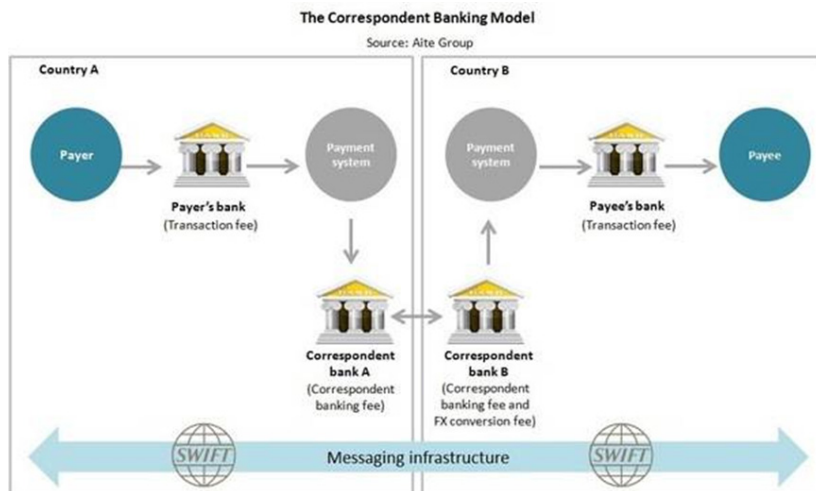 The Correspondent Banking Model
Source: Aite Group
Country A
Country B
Payer
Payment
system
Payment
system
Payee
Payer's bank
(Transaction fee)
Payee's bank
(Transaction fee)
Correspondent
bank A
(Correspondent
banking fee)
Correspondent
bank B
(Correspondent
banking fee and
FX conversion fee)
SWIFT
Messaging infrastructure
SWIFT